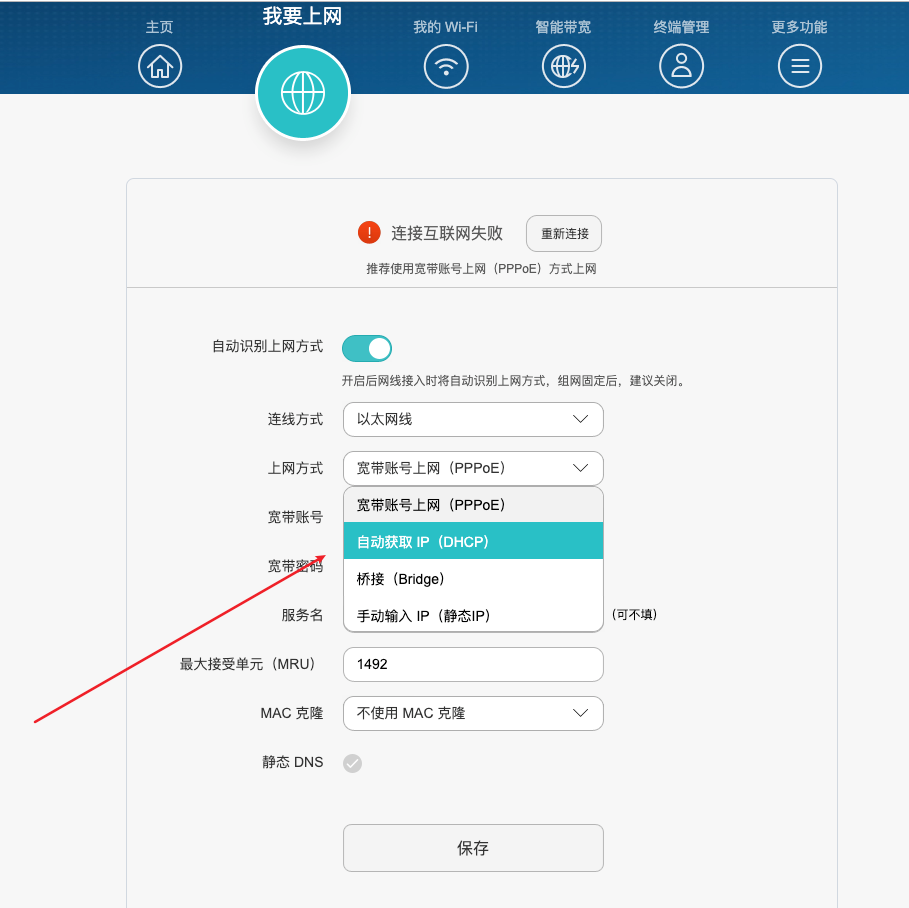 主页
我要上网
我的 Wi-Fi
智能带宽
终端管理
更多功能
连接互联网失败
重新连接
推荐使用宽带账号上网（PPPoE）方式上网
自动识别上网方式
开启后网线接入时将自动识别上网方式，组网固定后，建议关闭。
连线方式
以太网线
上网方式
宽带账号上网（PPPoE）
宽带账号上网（PPPoE）
宽带账号
自动获取 IP（DHCP）
宽带密码
桥接（Bridge）
服务名
手动输入 IP（静态IP）
(可不填)
最大接受单元（MRU）
1492
MAC 克隆
不使用 MAC 克隆
静态 DNS
保存